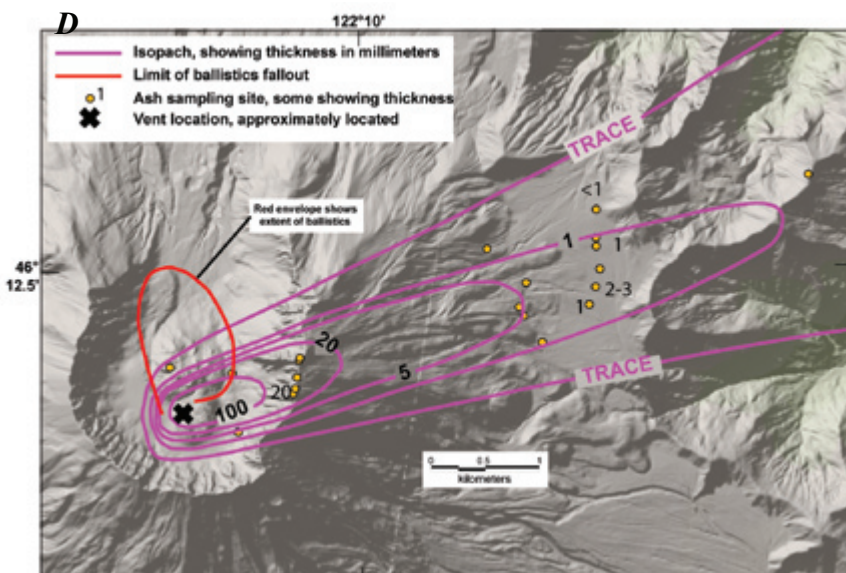 D
122°10'
Isopach, showing thickness in millimeters
Limit of ballistics fallout
1
Ash sampling site, some showing thickness
Vent location, approximately located
TRACE
<1
Red envelope shows
extent of ballistics
1
1
46°
12.5'
2-3
1
20
5
TRACE
20
100
0 0.5 1
kilometers